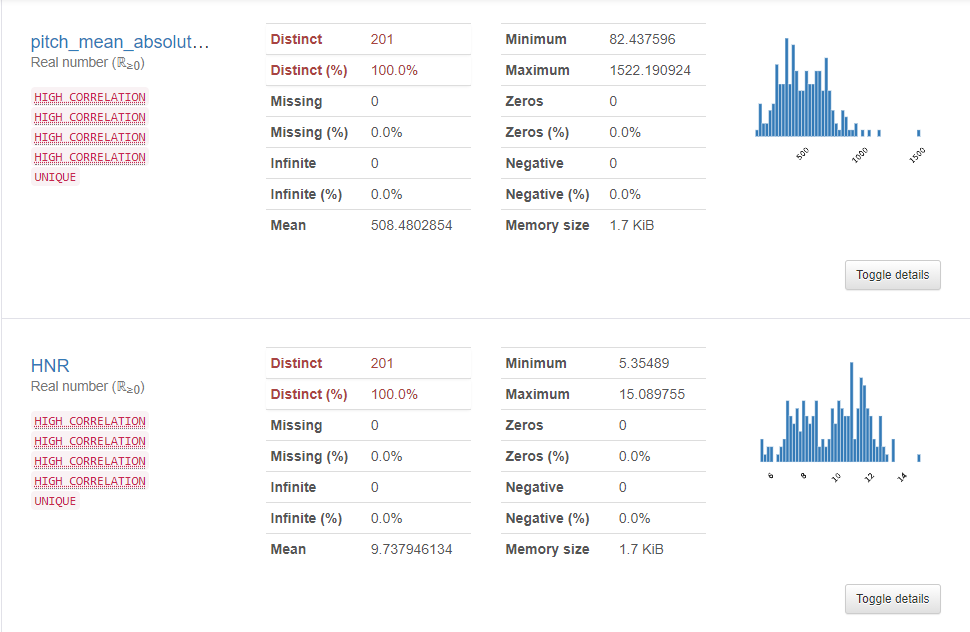 pitch_mean_absolut...
Real number (ℝ≥0)
HIGH CORRELATION
HIGH CORRELATION
HIGH CORRELATION
HIGH CORRELATION
UNIQUE
Distinct 201
Distinct (%) 100.0%
Missing 0
Missing (%) 0.0%
Infinite 0
Infinite (%) 0.0%
Mean 508.4802854
Minimum 82.437596
Maximum 1522.190924
Zeros 0
Zeros (%) 0.0%
Negative 0
Negative (%) 0.0%
Memory size 1.7 KiB
500 1000 1500
Toggle details
HNR
Real number (ℝ≥0)
HIGH CORRELATION
HIGH CORRELATION
HIGH CORRELATION
HIGH CORRELATION
UNIQUE
Distinct 201
Distinct (%) 100.0%
Missing 0
Missing (%) 0.0%
Infinite 0
Infinite (%) 0.0%
Mean 9.737946134
Minimum 5.35489
Maximum 15.089755
Zeros 0
Zeros (%) 0.0%
Negative 0
Negative (%) 0.0%
Memory size 1.7 KiB
6 8 10 12 14
Toggle details